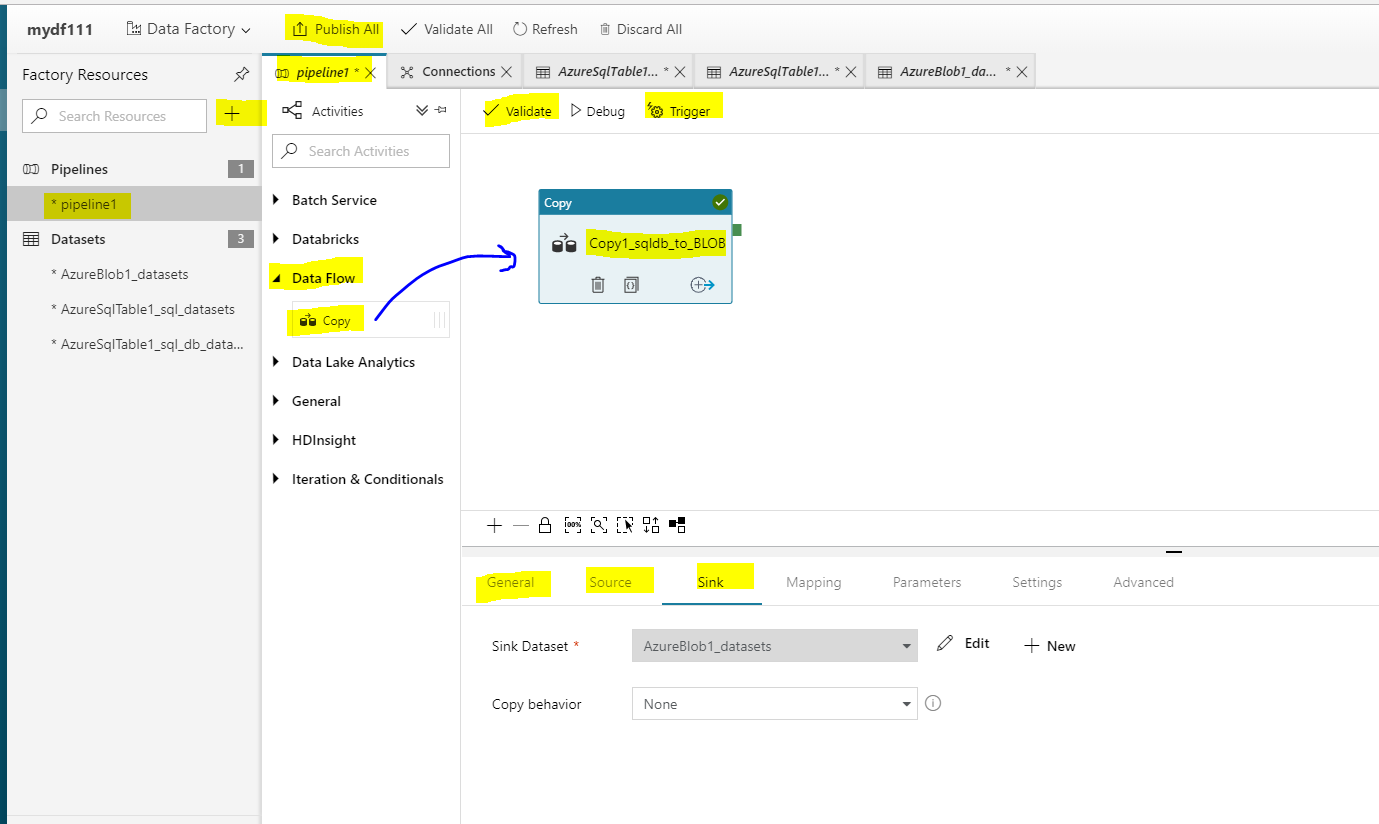 mydf111 Data Factory Publish All Validate All Refresh Discard All
Factory Resources
pipeline1 * Connections AzureSqlTable1... * AzureSqlTable1... * AzureBlob1_da... *
Search Resources
Pipelines 1
* pipeline1
Datasets 3
* AzureBlob1_datasets
* AzureSqlTable1_sql_datasets
* AzureSqlTable1_sql_db_data...
Activities
Search Activities
Batch Service
Databricks
Data Flow
Copy
Data Lake Analytics
General
HDInsight
Iteration & Conditionals
Validate Debug Trigger
Copy
Copy1_sqldb_to_BLOB
100%
General Source Sink Mapping Parameters Settings Advanced
Sink Dataset * AzureBlob1_datasets Edit New
Copy behavior None